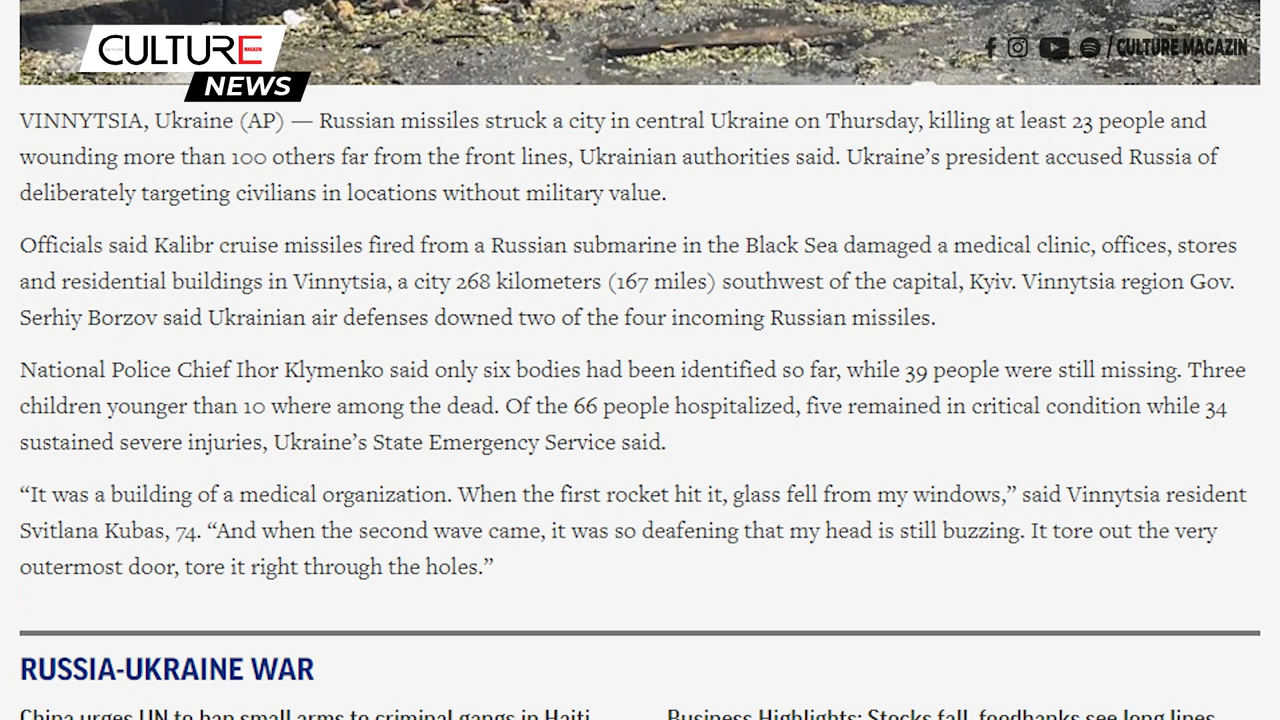 CULTURE MAGAZIN
NEWS
/ CULTURE MAGAZIN
VINNYTSIA, Ukraine (AP) — Russian missiles struck a city in central Ukraine on Thursday, killing at least 23 people and
wounding more than 100 others far from the front lines, Ukrainian authorities said. Ukraine’s president accused Russia of
deliberately targeting civilians in locations without military value.
Officials said Kalibr cruise missiles fired from a Russian submarine in the Black Sea damaged a medical clinic, offices, stores
and residential buildings in Vinnytsia, a city 268 kilometers (167 miles) southwest of the capital, Kyiv. Vinnytsia region Gov.
Serhiy Borzov said Ukrainian air defenses downed two of the four incoming Russian missiles.
National Police Chief Ihor Klymenko said only six bodies had been identified so far, while 39 people were still missing. Three
children younger than 10 where among the dead. Of the 66 people hospitalized, five remained in critical condition while 34
sustained severe injuries, Ukraine’s State Emergency Service said.
“It was a building of a medical organization. When the first rocket hit it, glass fell from my windows,” said Vinnytsia resident
Svitlana Kubas, 74. “And when the second wave came, it was so deafening that my head is still buzzing. It tore out the very
outermost door, tore it right through the holes.”
RUSSIA-UKRAINE WAR
China urges UN to ban small arms to criminal gangs in Haiti
Business Highlights: Stocks fall, foodbanks see long lines